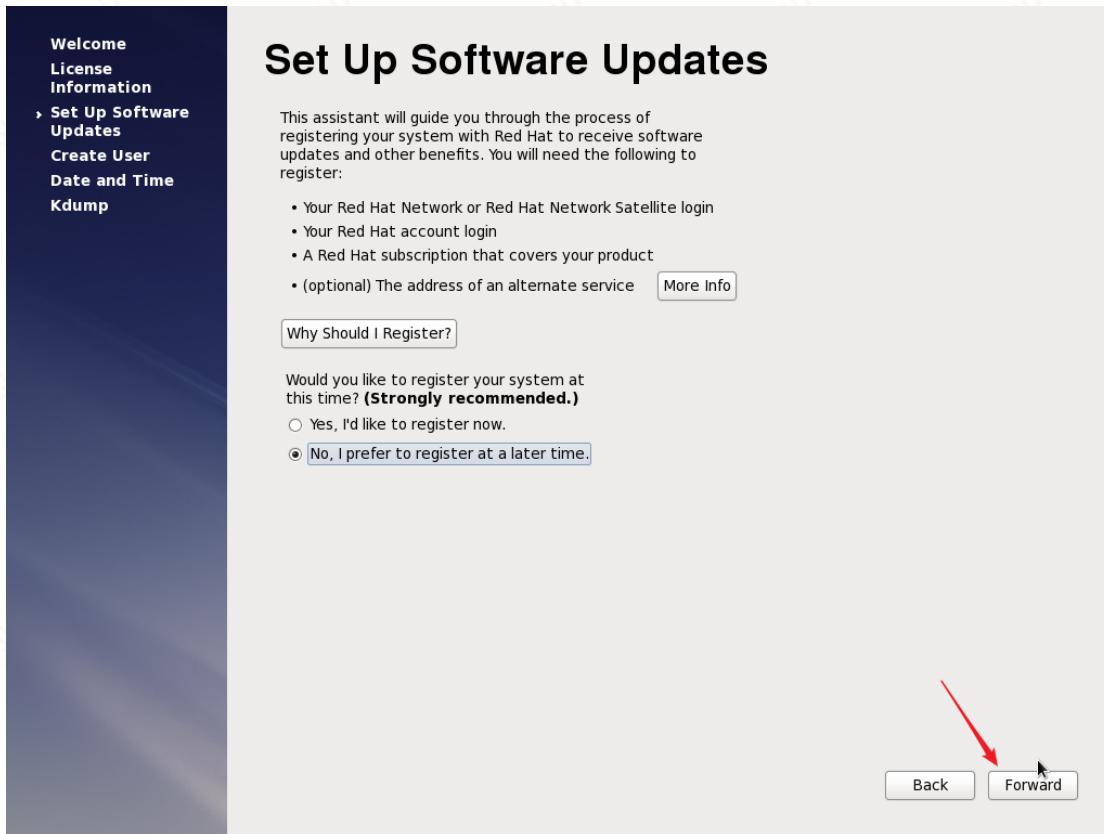 Welcome
License
Information
Set Up Software
Updates
Create User
Date and Time
Kdump
Set Up Software Updates
This assistant will guide you through the process of
registering your system with Red Hat to receive software
updates and other benefits. You will need the following to
register:
• Your Red Hat Network or Red Hat Network Satellite login
• Your Red Hat account login
• A Red Hat subscription that covers your product
• (optional) The address of an alternate service More Info
Why Should I Register?
Would you like to register your system at
this time? (Strongly recommended.)
Yes, I'd like to register now.
No, I prefer to register at a later time.
Back Forward